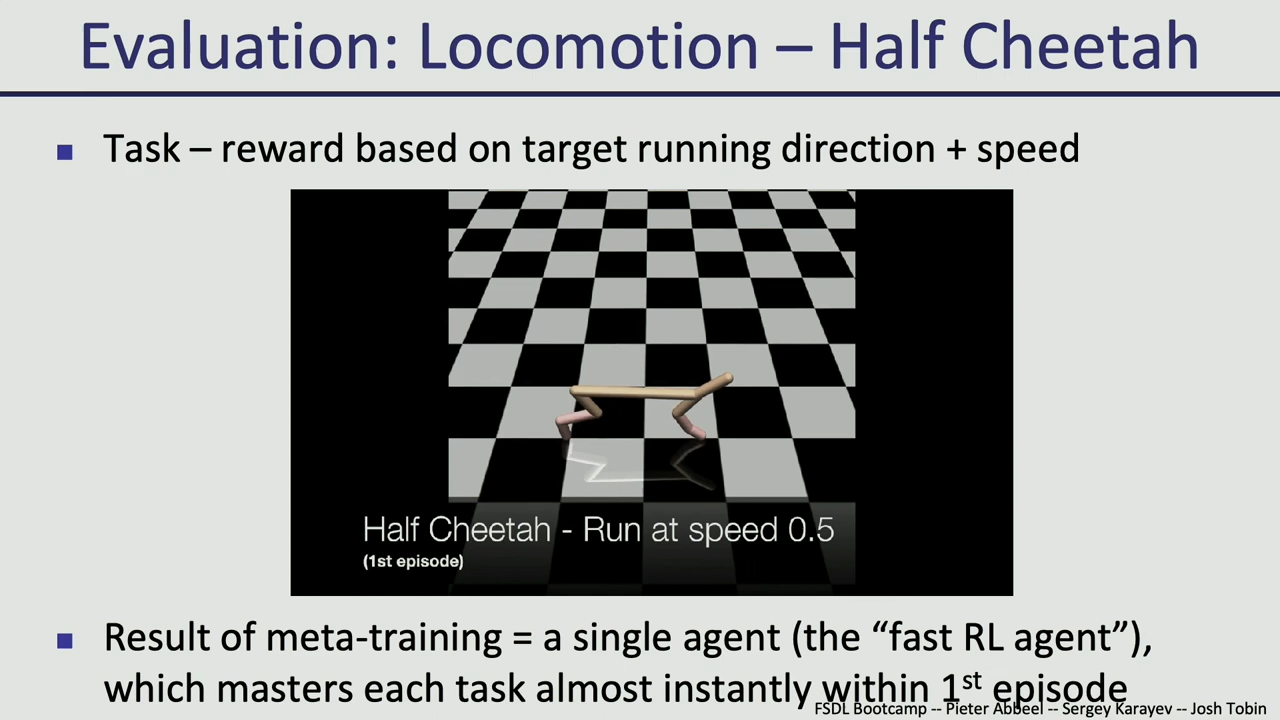 Evaluation: Locomotion – Half Cheetah
Task – reward based on target running direction + speed
Half Cheetah - Run at speed 0.5
(1st episode)
Result of meta-training = a single agent (the “fast RL agent”),
which masters each task almost instantly within 1st episode
FSDL Bootcamp -- Pieter Abbeel -- Sergey Karayev -- Josh Tobin